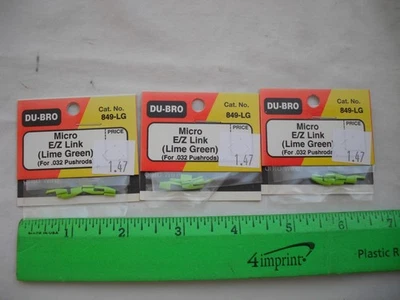 DU-BRO
Cat. No.
849-LG
Micro
E/Z Link
(Lime Green)
(For .032 Pushrods)
PRICE
1.47
DU-BRO
Cat. No.
849-LG
Micro
E/Z Link
(Lime Green)
(For .032 Pushrods)
PRICE
1.47
DU-BRO
Cat. No.
849-LG
Micro
E/Z Link
(Lime Green)
(For .032 Pushrods)
1.47
1 2 3 4 5 6 7
4imprint
Plastic R